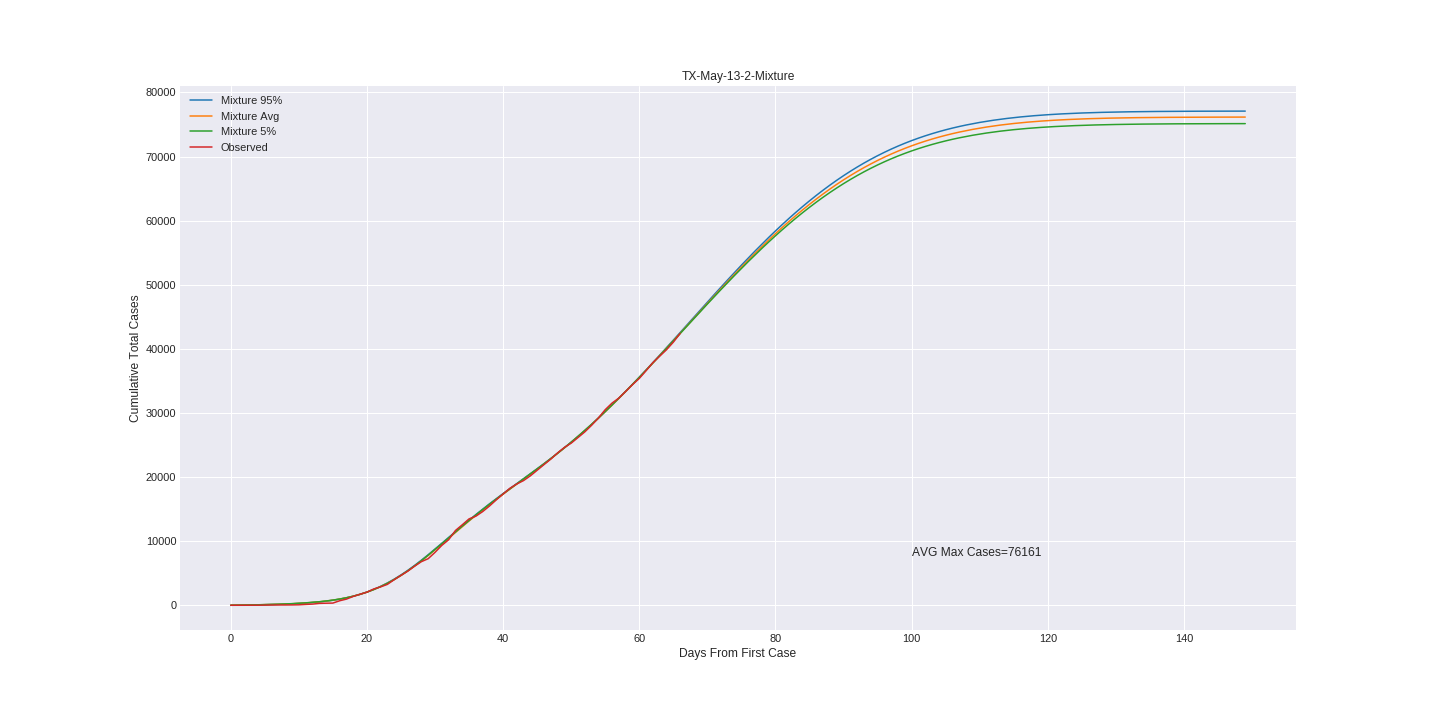 TX-May-13-2-Mixture
Mixture 95%
Mixture Avg
Mixture 5%
Observed
80000
70000
60000
50000
40000
30000
20000
10000
0
Cumulative Total Cases
AVG Max Cases=76161
0 20 40 60 80 100 120 140
Days From First Case